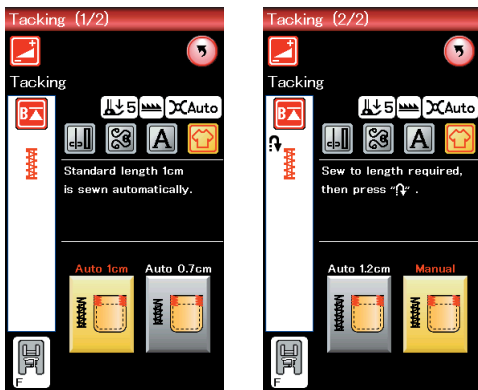 Tacking (1/2)
Tacking
B
5
Auto
A
Standard length 1cm
is sewn automatically.
Auto 1cm
Auto 0.7cm
F
Tacking (2/2)
Tacking
B
5
Auto
A
Sew to length required,
then press " ".
Auto 1.2cm
Manual
F